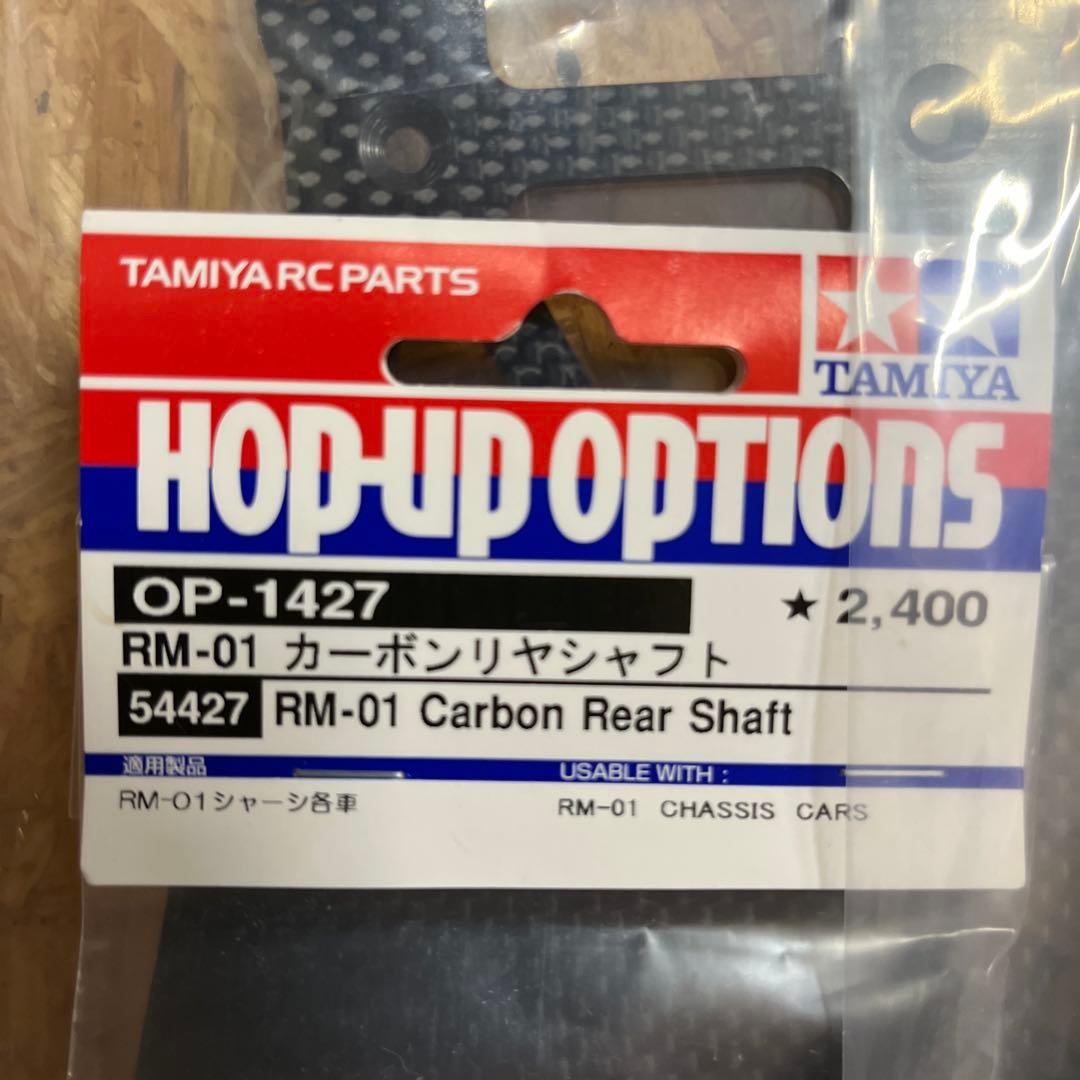 TAMIYA RC PARTS
TAMIYA
HOP-UP OPTIONS
OP-1427
★ 2,400
RM-01 カーボンリヤシャフト
54427 RM-01 Carbon Rear Shaft
適用製品
USABLE WITH :
RM-01シャーシ各車
RM-01 CHASSIS CARS